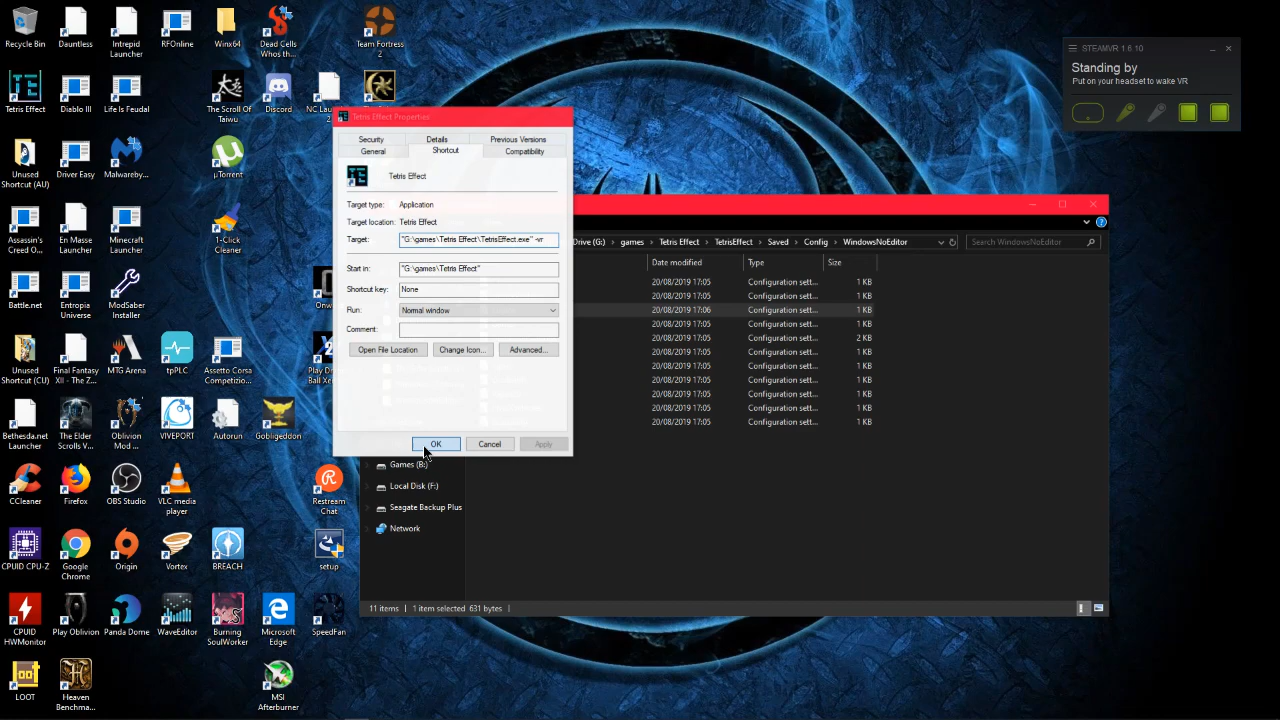 Recycle Bin
Dauntless
Intrepid
Launcher
RFOnline
Winx64
Dead Cells
Whos th...
Team Fortress
2
Tetris Effect
Diablo III
Life is Feudal
The Scroll Of
Taiwu
Discord
NC Lau
2
Unused
Shortcut (AU)
Driver Easy
Malwareby...
µTorrent
Assassin's
Creed O...
En Masse
Launcher
Minecraft
Launcher
1-Click
Cleaner
Battle.net
Entropia
Universe
ModSaber
Installer
Onw
Unused
Shortcut (CU)
Final Fantasy
XII - The Z...
MTG Arena
tpPLC
Assetto Corsa
Competizio...
Play Dr
Ball Xe
Bethesda.net
Launcher
The Elder
Scrolls V...
Oblivion
Mod ...
VIVEPORT
Autorun
Gobligeddon
CCleaner
Firefox
OBS Studio
VLC media
player
Restream
Chat
CPUID CPU-Z
Google
Chrome
Origin
Vortex
BREACH
setup
CPUID
HWMonitor
Play Oblivion
Panda Dome
WaveEditor
Burning
SoulWorker
Microsoft
Edge
SpeedFan
LOOT
Heaven
Benchma...
MSI
Afterburner
Tetris Effect Properties
Security
Details
Previous Versions
General
Shortcut
Compatibility
Tetris Effect
Target type: Application
Target location: Tetris Effect
Target: "G:\games\Tetris Effect\TetrisEffect.exe" -vr
Start in: "G:\games\Tetris Effect"
Shortcut key: None
Run: Normal window
Comment:
Open File Location
Change Icon...
Advanced...
OK
Cancel
Apply
STEAMVR 1.6.10
Standing by
Put on your headset to wake VR
Drive (G:) > games > Tetris Effect > TetrisEffect > Saved > Config > WindowsNoEditor
Search WindowsNoEditor
Date modified Type Size
20/08/2019 17:05 Configuration sett... 1 KB
20/08/2019 17:05 Configuration sett... 1 KB
20/08/2019 17:06 Configuration sett... 1 KB
20/08/2019 17:05 Configuration sett... 1 KB
20/08/2019 17:05 Configuration sett... 2 KB
20/08/2019 17:05 Configuration sett... 1 KB
20/08/2019 17:05 Configuration sett... 1 KB
20/08/2019 17:05 Configuration sett... 1 KB
20/08/2019 17:05 Configuration sett... 1 KB
20/08/2019 17:05 Configuration sett... 1 KB
20/08/2019 17:05 Configuration sett... 1 KB
Games (B:)
Local Disk (F:)
Seagate Backup Plus
Network
11 items | 1 item selected 631 bytes |